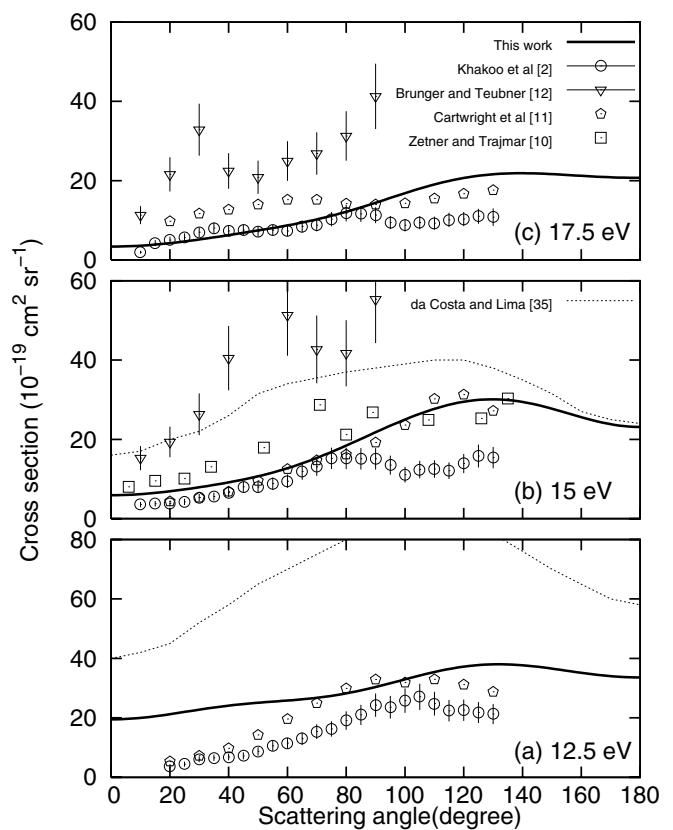 60
40
20
0
This work
Khakoo et al [2]
Brunger and Teubner [12]
Cartwright et al [11]
Zetner and Trajmar [10]
(c) 17.5 eV
60
40
20
0
da Costa and Lima [35]
(b) 15 eV
Cross section (10⁻¹⁹ cm² sr⁻¹)
80
60
40
20
0
(a) 12.5 eV
0 20 40 60 80 100 120 140 160 180
Scattering angle(degree)